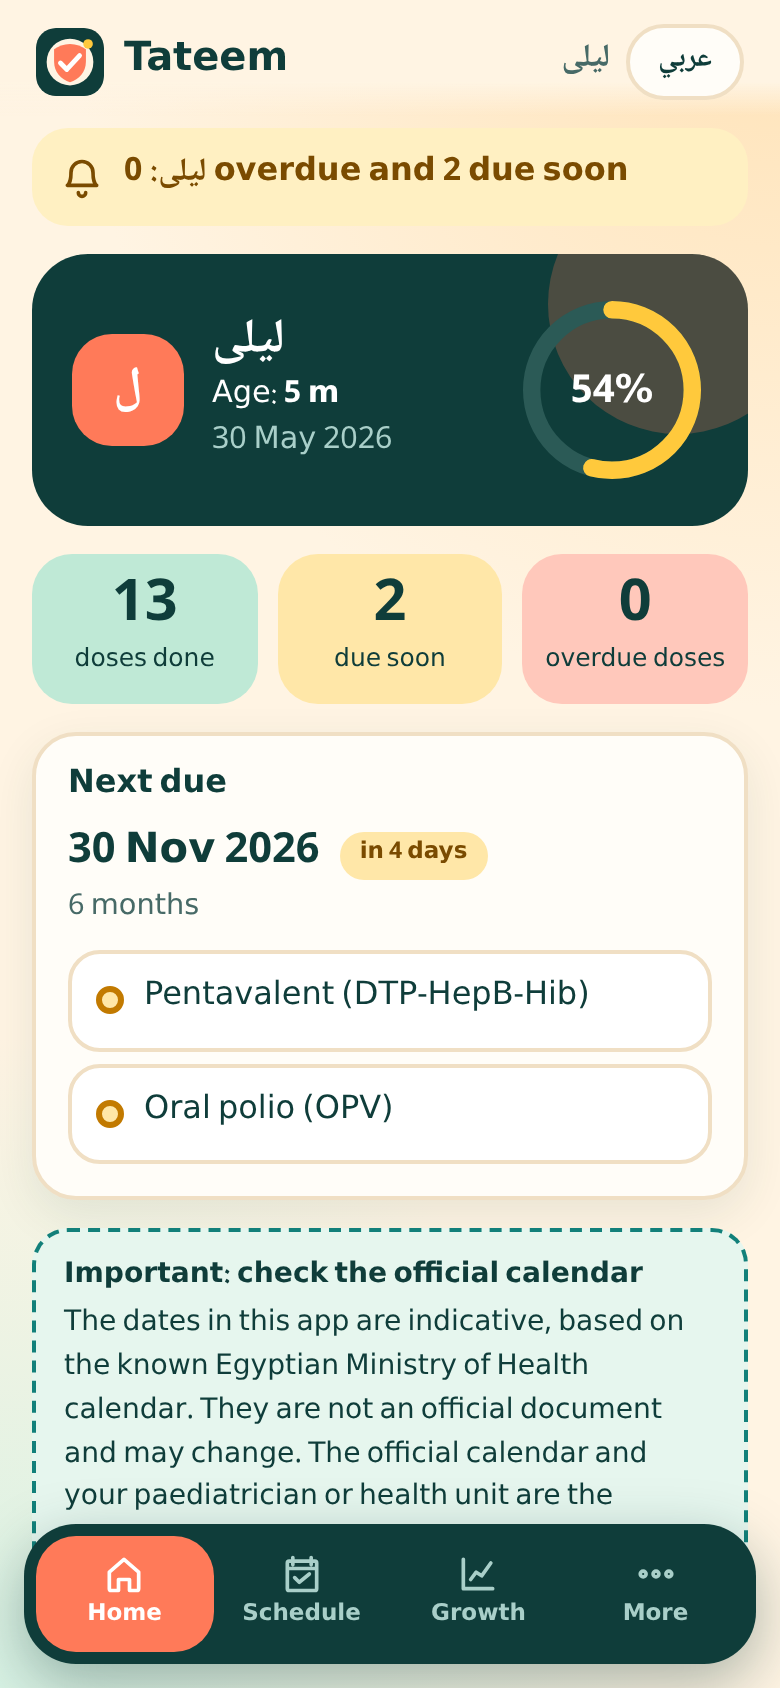 Tateem
ليلى
عربي
ليلى: 0 overdue and 2 due soon
ل
ليلى
Age: 5 m
30 May 2026
54%
13
doses done
2
due soon
0
overdue doses
Next due
30 Nov 2026
in 4 days
6 months
Pentavalent (DTP-HepB-Hib)
Oral polio (OPV)
Important: check the official calendar
The dates in this app are indicative, based on
the known Egyptian Ministry of Health
calendar. They are not an official document
and may change. The official calendar and
your paediatrician or health unit are the
Home
Schedule
Growth
More